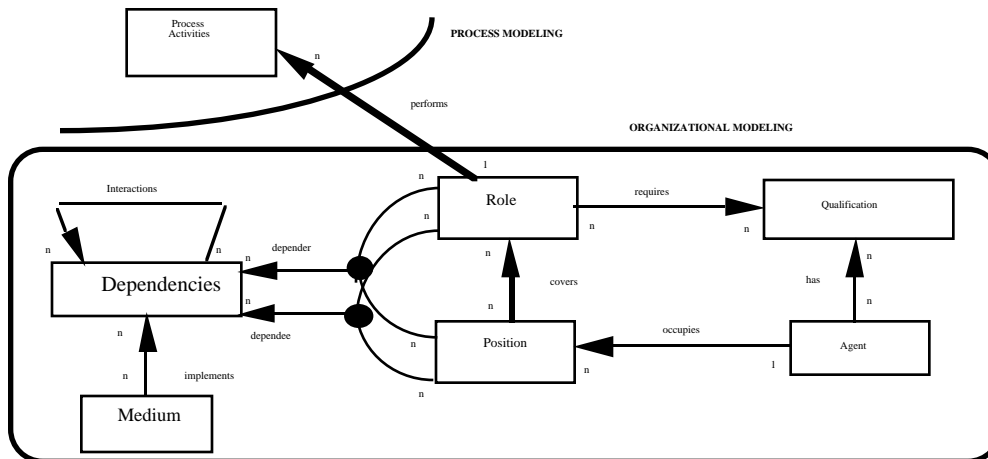 Process
Activities
PROCESS MODELING
n
performs
ORGANIZATIONAL MODELING
1
Interactions
n
Role
requires
Qualification
n
n
n
n
n
n
depender
n
n
n
Dependencies
covers
has
n
n
n
n
dependee
Position
occupies
Agent
n
n
n
1
n
implements
n
Medium